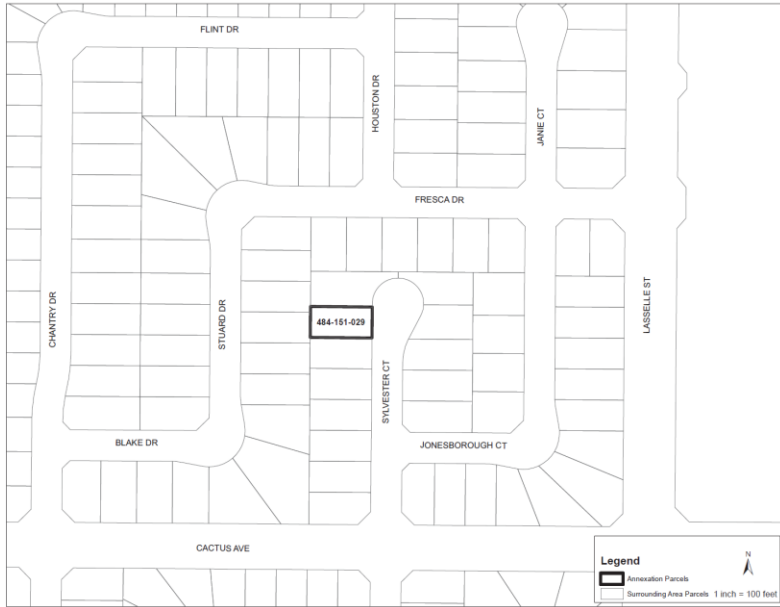 FLINT DR
HOUSTON DR
JANIE CT
FRESCA DR
CHANTRY DR
STUARD DR
484-151-029
LASSELLE ST
SYLVESTER CT
BLAKE DR
JONESBOROUGH CT
CACTUS AVE
Legend
N
Annexation Parcels
Surrounding Area Parcels 1 inch = 100 feet